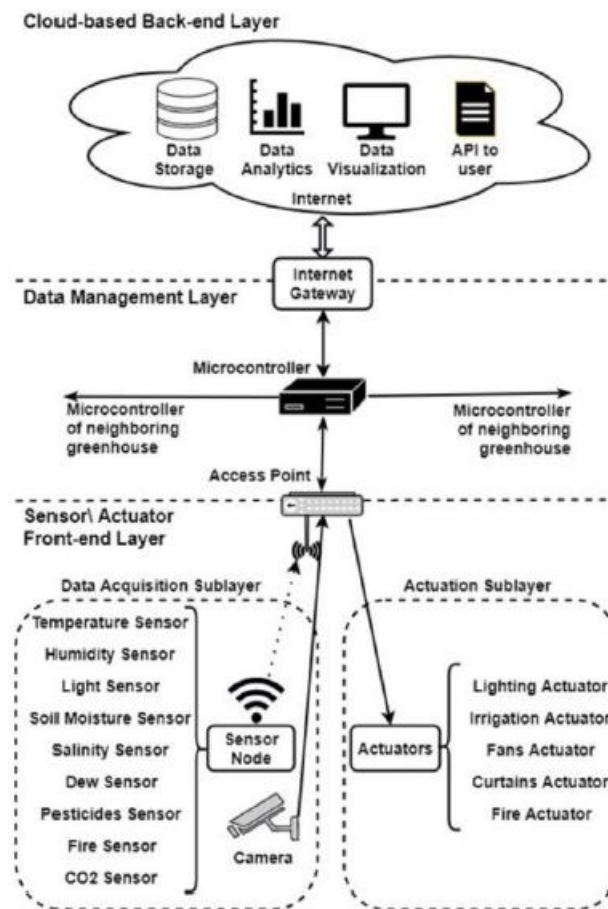 Cloud-based Back-end Layer
Data
Storage
Data
Analytics
Data
Visualization
API to
user
Internet
Internet
Gateway
Data Management Layer
Microcontroller
Microcontroller
of neighboring
greenhouse
Microcontroller
of neighboring
greenhouse
Access Point
Sensor\ Actuator
Front-end Layer
Data Acquisition Sublayer
Temperature Sensor
Humidity Sensor
Light Sensor
Soil Moisture Sensor
Salinity Sensor
Dew Sensor
Pesticides Sensor
Fire Sensor
CO2 Sensor
Sensor
Node
Camera
Actuation Sublayer
Actuators
Lighting Actuator
Irrigation Actuator
Fans Actuator
Curtains Actuator
Fire Actuator